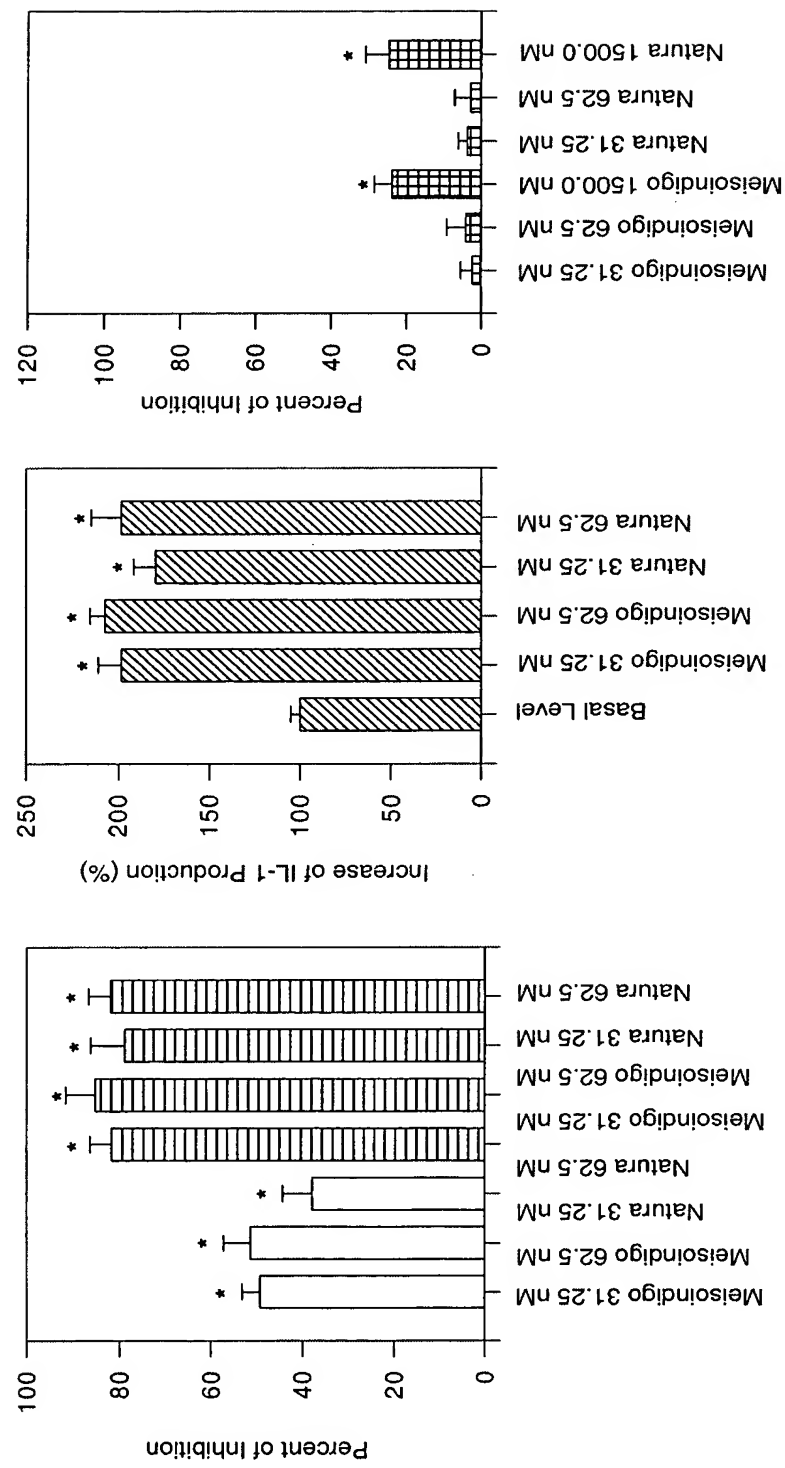 Percent of Inhibition
100
80
60
40
20
0
Meisoindigo 31.25 nM
Meisoindigo 62.5 nM
Natura 31.25 nM
Natura 62.5 nM
Meisoindigo 31.25 nM
Meisoindigo 62.5 nM
Natura 31.25 nM
Natura 62.5 nM
Increase of IL-1 Production (%)
250
200
150
100
50
0
Basal Level
Meisoindigo 31.25 nM
Meisoindigo 62.5 nM
Natura 31.25 nM
Natura 62.5 nM
Percent of Inhibition
120
100
80
60
40
20
0
Meisoindigo 31.25 nM
Meisoindigo 62.5 nM
Meisoindigo 1500.0 nM
Natura 31.25 nM
Natura 62.5 nM
Natura 1500.0 nM